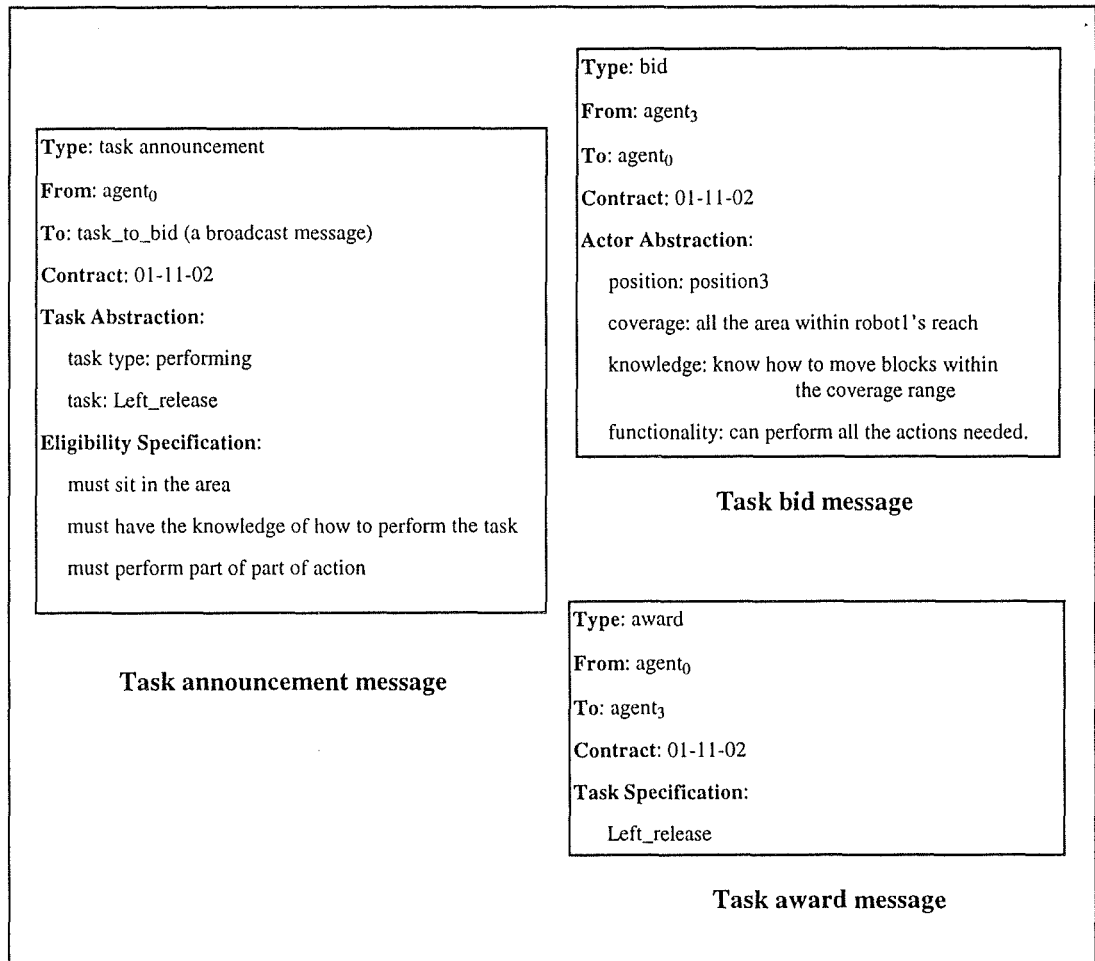 Type: task announcement
From: agent₀
To: task_to_bid (a broadcast message)
Contract: 01-11-02
Task Abstraction:
task type: performing
task: Left_release
Eligibility Specification:
must sit in the area
must have the knowledge of how to perform the task
must perform part of part of action
Task announcement message
Type: bid
From: agent₃
To: agent₀
Contract: 01-11-02
Actor Abstraction:
position: position3
coverage: all the area within robot1's reach
knowledge: know how to move blocks within
the coverage range
functionality: can perform all the actions needed.
Task bid message
Type: award
From: agent₀
To: agent₃
Contract: 01-11-02
Task Specification:
Left_release
Task award message